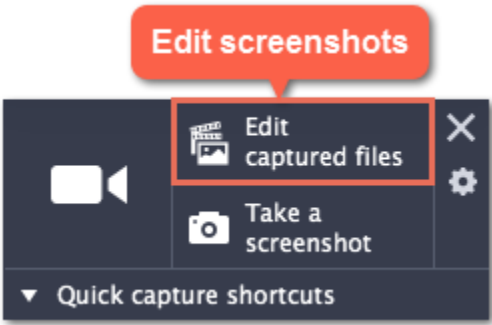 Edit screenshots
Edit
captured files
Take a
screenshot
Quick capture shortcuts